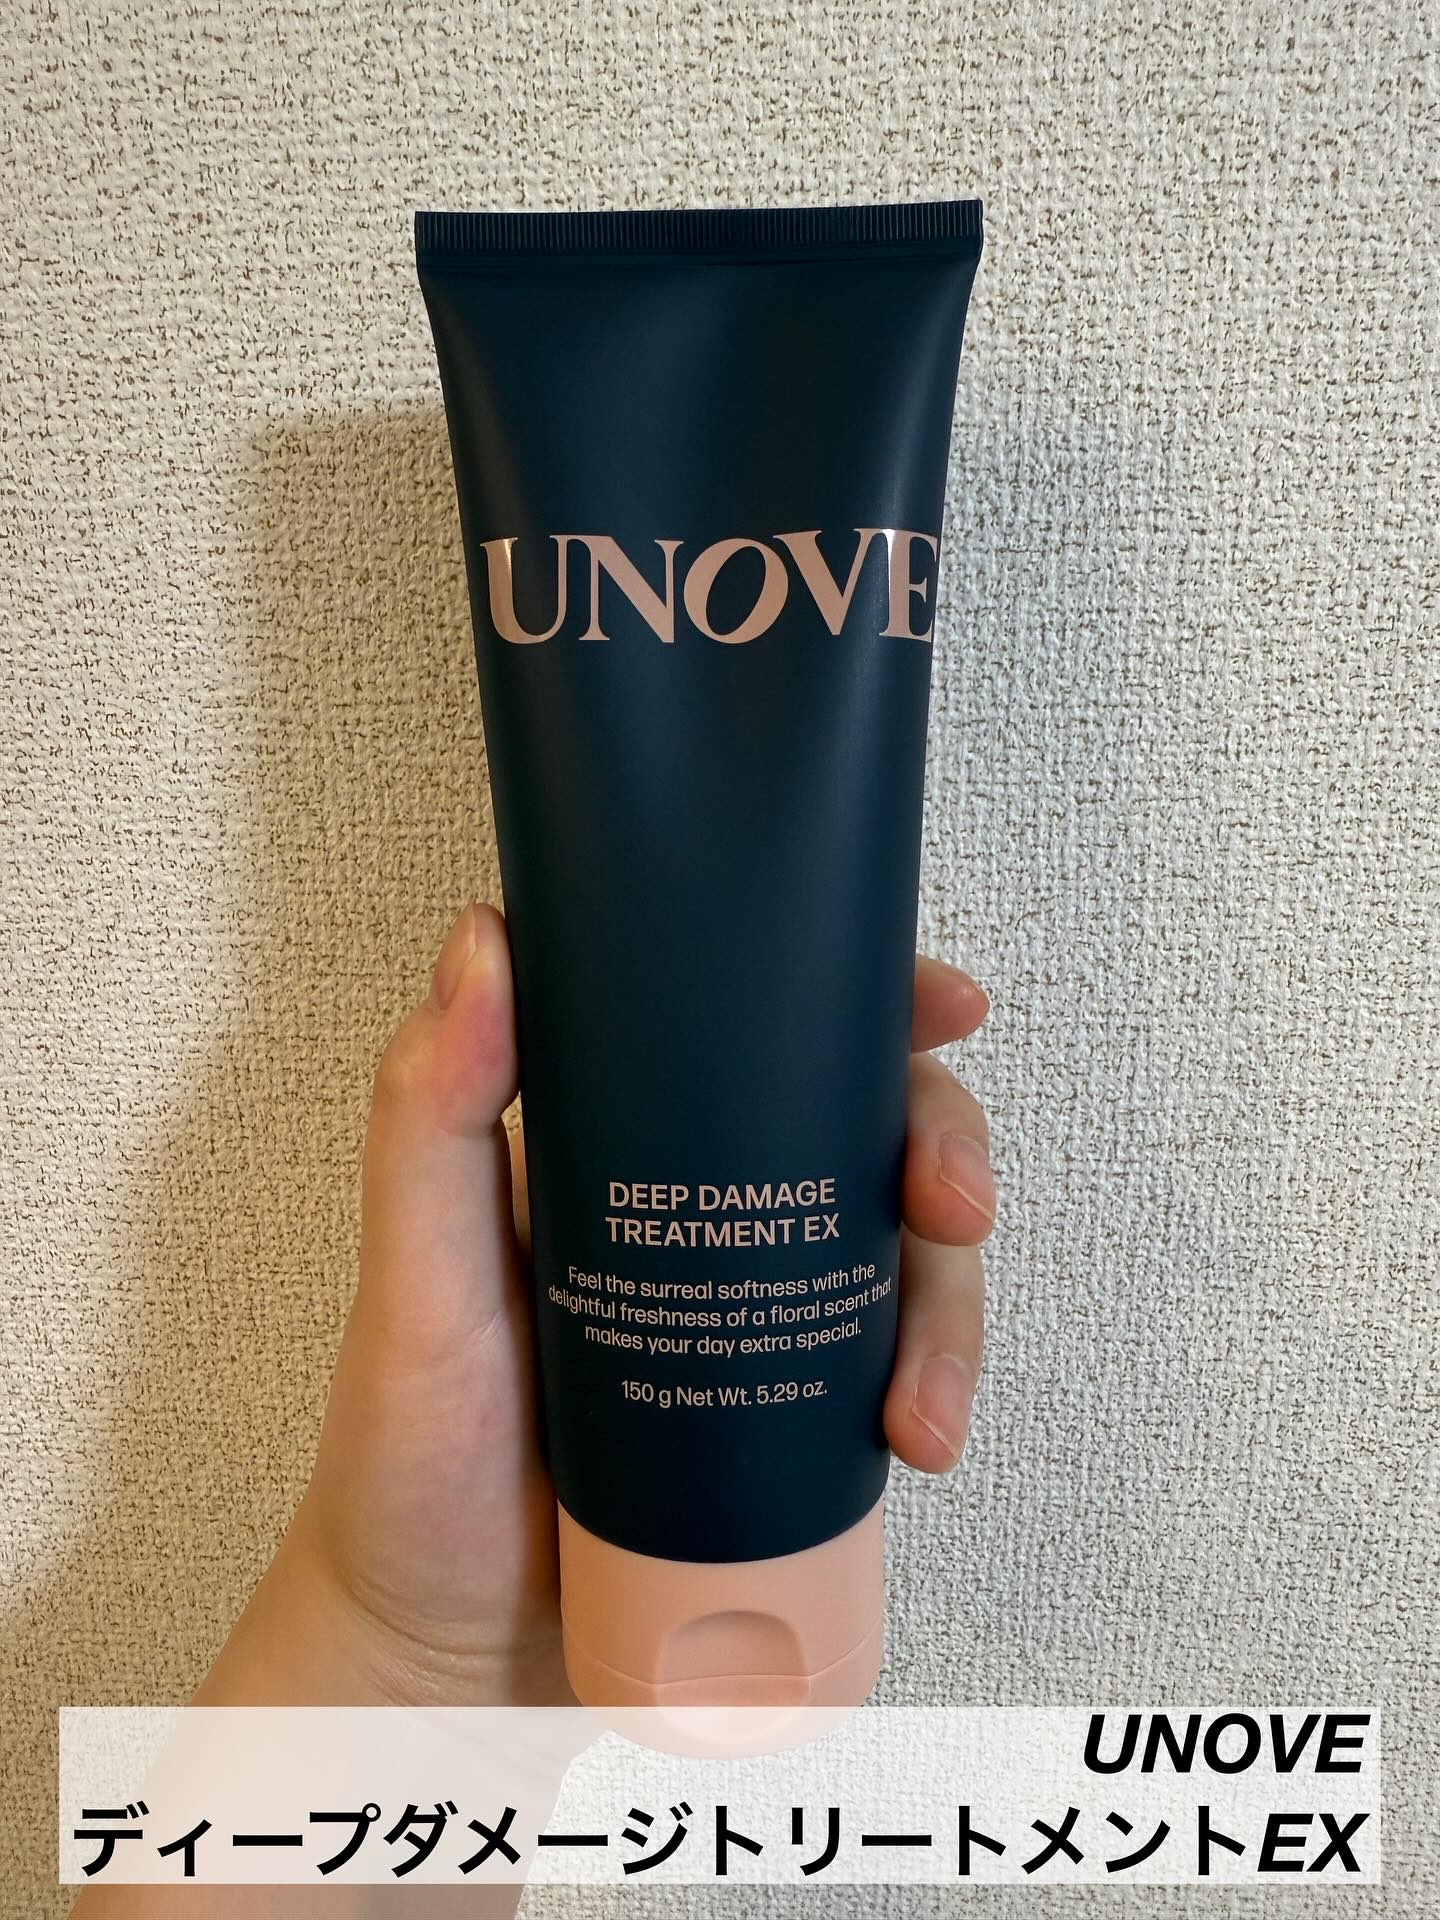 UNOVE
DEEP DAMAGE
TREATMENT EX
Feel the surreal softness with the
delightful freshness of a floral scent that
makes your day extra special.
150 g Net Wt. 5.29 oz.
UNOVE
ディープダメージトリートメントEX